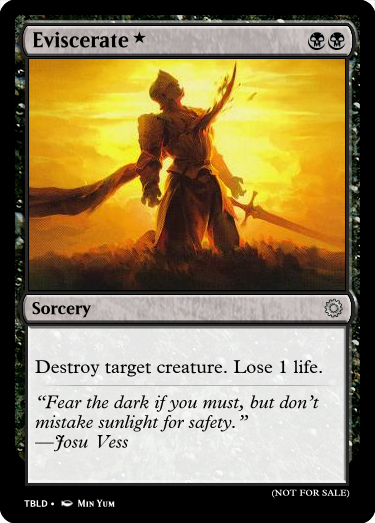 Eviscerate ★
Sorcery
Destroy target creature. Lose 1 life.
“Fear the dark if you must, but don’t
mistake sunlight for safety.”
—Josu Vess
(NOT FOR SALE)
TBLD • Min Yum